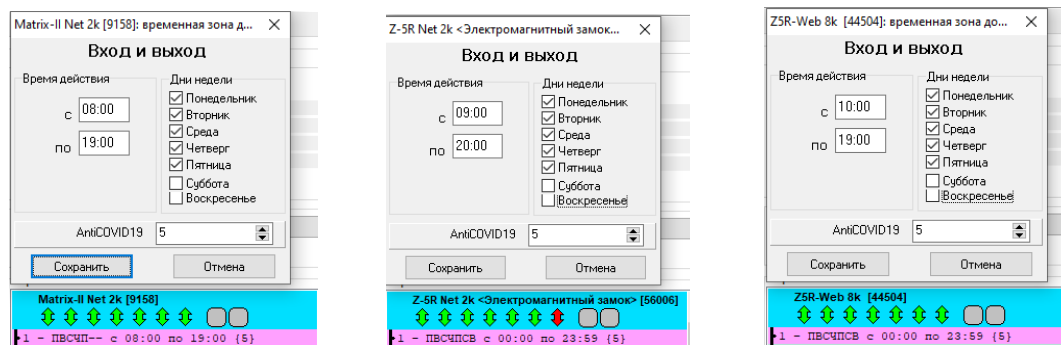 Matrix-II Net 2k [9158]: временная зона д...
Вход и выход
Время действия
Дни недели
с 08:00
по 19:00
Понедельник
Вторник
Среда
Четверг
Пятница
Суббота
Воскресенье
AntiCOVID19 5
Сохранить
Отмена
Matrix-II Net 2k [9158]
1 - ПВСЧП-- с 08:00 по 19:00 {5}
Z-5R Net 2k <Электромагнитный замок...
Вход и выход
Время действия
Дни недели
с 09:00
по 20:00
Понедельник
Вторник
Среда
Четверг
Пятница
Суббота
Воскресенье
AntiCOVID19 5
Сохранить
Отмена
Z-5R Net 2k <Электромагнитный замок> [56006]
1 - ПВСЧПСВ с 00:00 по 23:59 {5}
Z5R-Web 8k [44504]: временная зона до...
Вход и выход
Время действия
Дни недели
с 10:00
по 19:00
Понедельник
Вторник
Среда
Четверг
Пятница
Суббота
Воскресенье
AntiCOVID19 5
Сохранить
Отмена
Z5R-Web 8k [44504]
1 - ПВСЧПСВ с 00:00 по 23:59 {5}